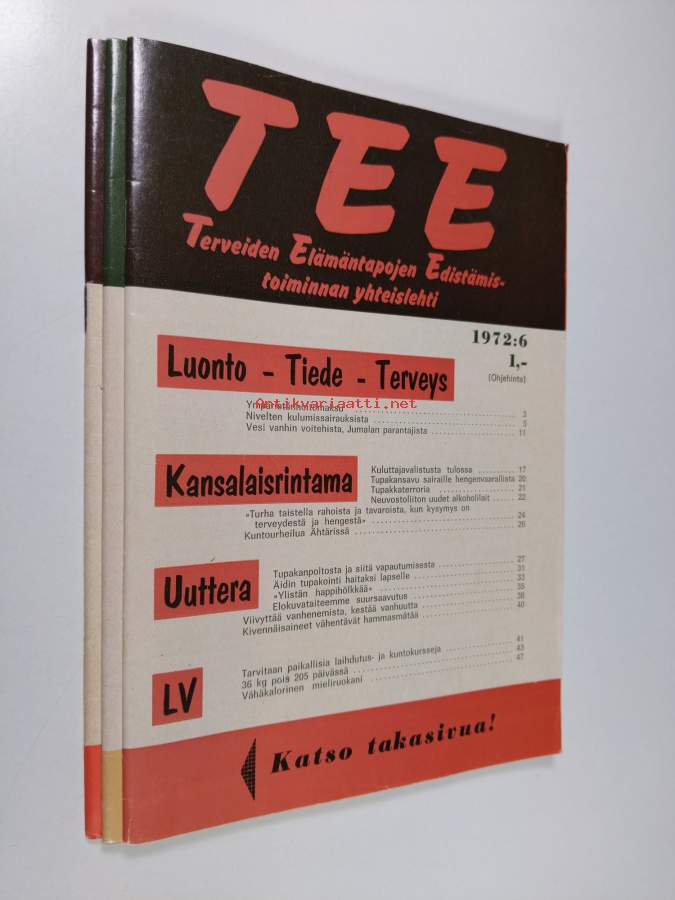 TEE
Terveiden Elämäntapojen Edistämis-
toiminnan yhteislehti
1972:6
1,-
(Ohjehinta)
Luonto - Tiede - Terveys
Antikvariaatti.net
Ympäristönhoitomaksu 3
Nivelten kulumissairauksista 5
Vesi vanhin voitehista, Jumalan parantajista 11
Kansalaisrintama
Kuluttajavalistusta tulossa 17
Tupakansavu sairaille hengenvaarallista 20
Tupakkaterroria 21
Neuvostoliiton uudet alkoholilait 22
»Turha taistella rahoista ja tavaroista, kun kysymys on
terveydestä ja hengestä» 24
Kuntourheilua Ähtärissä 26
Uuttera
Tupakanpoltosta ja siitä vapautumisesta 27
Äidin tupakointi haitaksi lapselle 31
»Ylistän happihölkkää» 33
Elokuvataiteemme suursaavutus 35
Viivyttää vanhenemista, kestää vanhuutta 38
Kivennäisaineet vähentävät hammasmätää 40
LV
Tarvitaan paikallisia laihdutus- ja kuntokursseja 41
36 kg pois 205 päivässä 43
Vähäkalorinen mieliruokani 47
Katso takasivua!